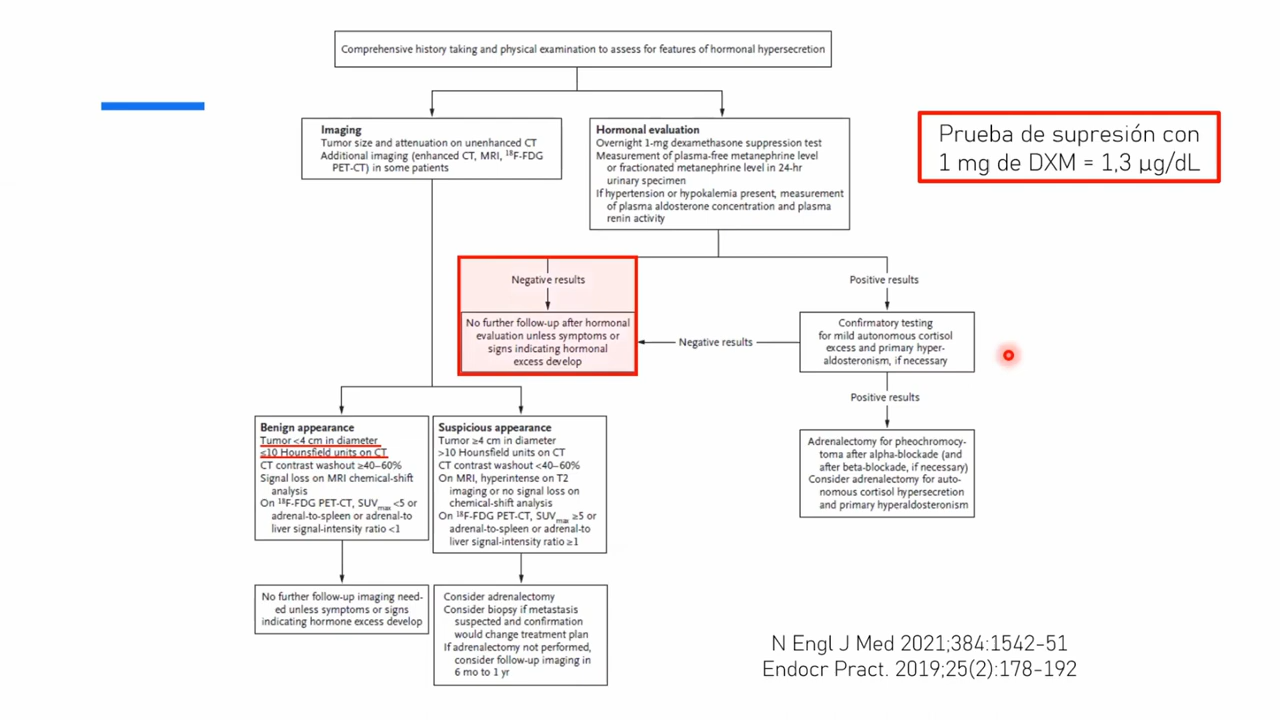 Comprehensive history taking and physical examination to assess for features of hormonal hypersecretion
Imaging
Tumor size and attenuation on unenhanced CT
Additional imaging (enhanced CT, MRI, ¹⁸F-FDG
PET-CT) in some patients
Hormonal evaluation
Overnight 1-mg dexamethasone suppression test
Measurement of plasma-free metanephrine level
or fractionated metanephrine level in 24-hr
urinary specimen
If hypertension or hypokalemia present, measurement
of plasma aldosterone concentration and plasma
renin activity
Prueba de supresión con
1 mg de DXM = 1,3 µg/dL
Negative results
Positive results
No further follow-up after hormonal
evaluation unless symptoms or
signs indicating hormonal
excess develop
Negative results
Confirmatory testing
for mild autonomous cortisol
excess and primary hyper-
aldosteronism, if necessary
Positive results
Adrenalectomy for pheochromocy-
toma after alpha-blockade (and
after beta-blockade, if necessary)
Consider adrenalectomy for auto-
nomous cortisol hypersecretion
and primary hyperaldosteronism
Benign appearance
Tumor <4 cm in diameter
≤10 Hounsfield units on CT
CT contrast washout ≥40–60%
Signal loss on MRI chemical-shift
analysis
On ¹⁸F-FDG PET-CT, SUVmax <5 or
adrenal-to-spleen or adrenal-to
liver signal-intensity ratio <1
Suspicious appearance
Tumor ≥4 cm in diameter
>10 Hounsfield units on CT
CT contrast washout <40–60%
On MRI, hyperintense on T2
imaging or no signal loss on
chemical-shift analysis
On ¹⁸F-FDG PET-CT, SUVmax ≥5 or
adrenal-to-spleen or adrenal-to
liver signal-intensity ratio ≥1
No further follow-up imaging need-
ed unless symptoms or signs
indicating hormone excess develop
Consider adrenalectomy
Consider biopsy if metastasis
suspected and confirmation
would change treatment plan
If adrenalectomy not performed,
consider follow-up imaging in
6 mo to 1 yr
N Engl J Med 2021;384:1542-51
Endocr Pract. 2019;25(2):178-192